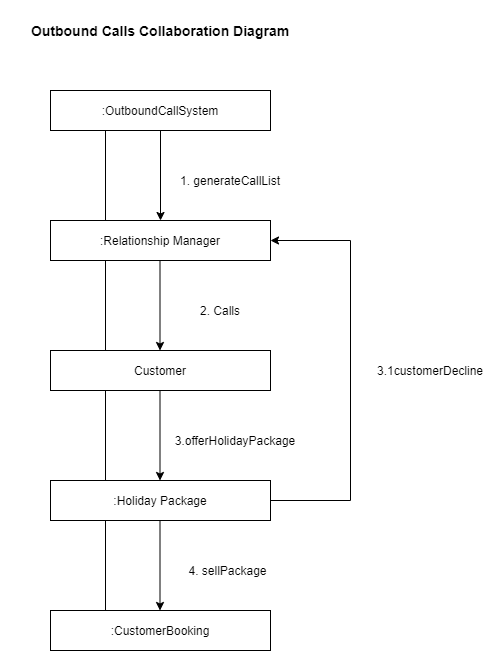 Outbound Calls Collaboration Diagram
:OutboundCallSystem
1. generateCallList
:Relationship Manager
2. Calls
Customer
3.1customerDecline
3.offerHolidayPackage
:Holiday Package
4. sellPackage
:CustomerBooking